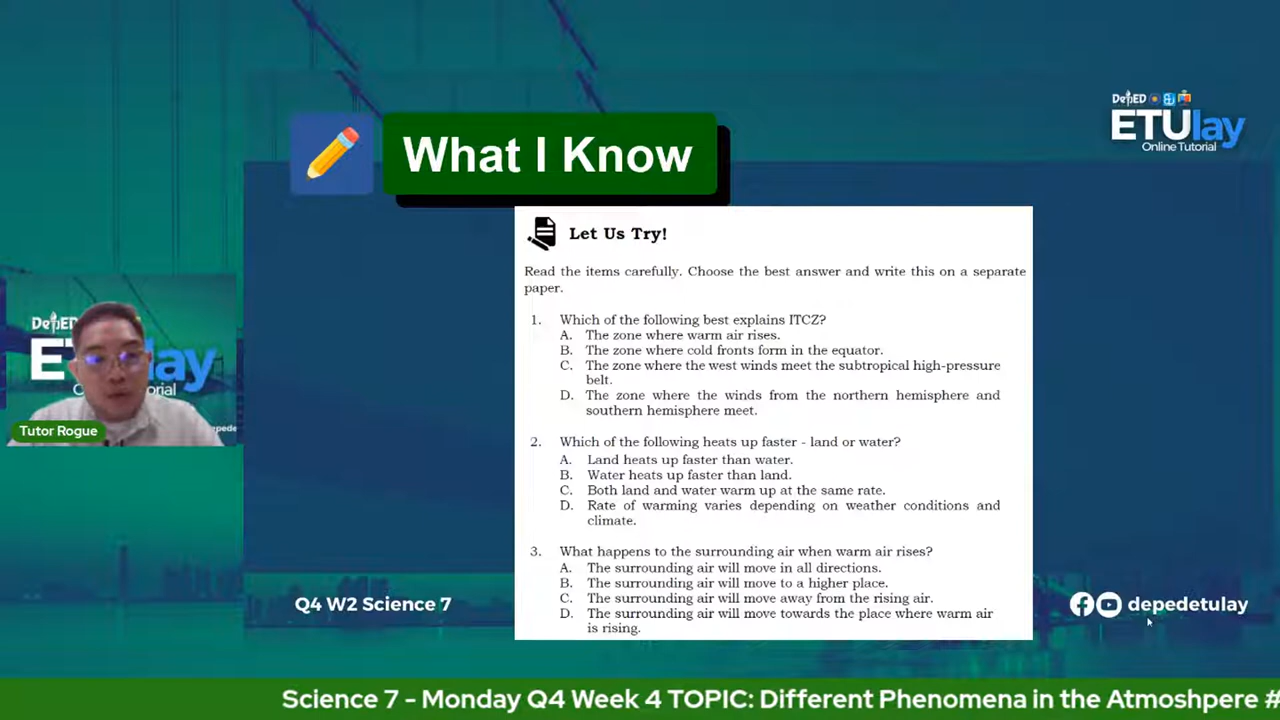 DepED
ETUlay
Online Tutorial
What I Know
Let Us Try!
Read the items carefully. Choose the best answer and write this on a separate
paper.
1. Which of the following best explains ITCZ?
A. The zone where warm air rises.
B. The zone where cold fronts form in the equator.
C. The zone where the west winds meet the subtropical high-pressure
belt.
D. The zone where the winds from the northern hemisphere and
southern hemisphere meet.
2. Which of the following heats up faster - land or water?
A. Land heats up faster than water.
B. Water heats up faster than land.
C. Both land and water warm up at the same rate.
D. Rate of warming varies depending on weather conditions and
climate.
3. What happens to the surrounding air when warm air rises?
A. The surrounding air will move in all directions.
B. The surrounding air will move to a higher place.
C. The surrounding air will move away from the rising air.
D. The surrounding air will move towards the place where warm air
is rising.
Tutor Rogue
Q4 W2 Science 7
depedetulay
Science 7 - Monday Q4 Week 4 TOPIC: Different Phenomena in the Atmoshpere #